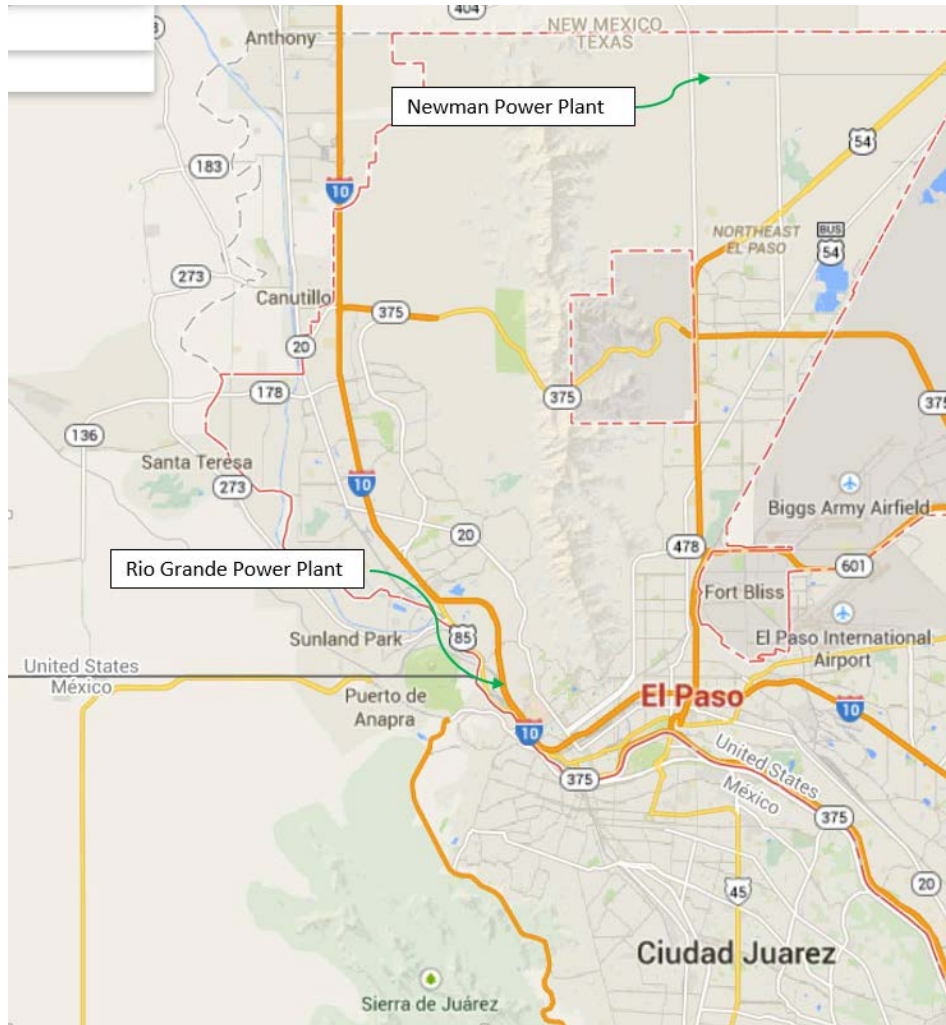 404
NEW MEXICO
TEXAS
Anthony
Newman Power Plant
54
183
10
NORTHEAST
EL PASO
BUS
54
273
Canutillo
375
20
375
178
375
136
Santa Teresa
273
10
Biggs Army Airfield
20
478
601
Rio Grande Power Plant
Fort Bliss
Sunland Park
85
El Paso International
Airport
United States
México
Puerto de
Anapra
El Paso
10
10
375
United States
México
375
45
20
Ciudad Juarez
Sierra de Juárez